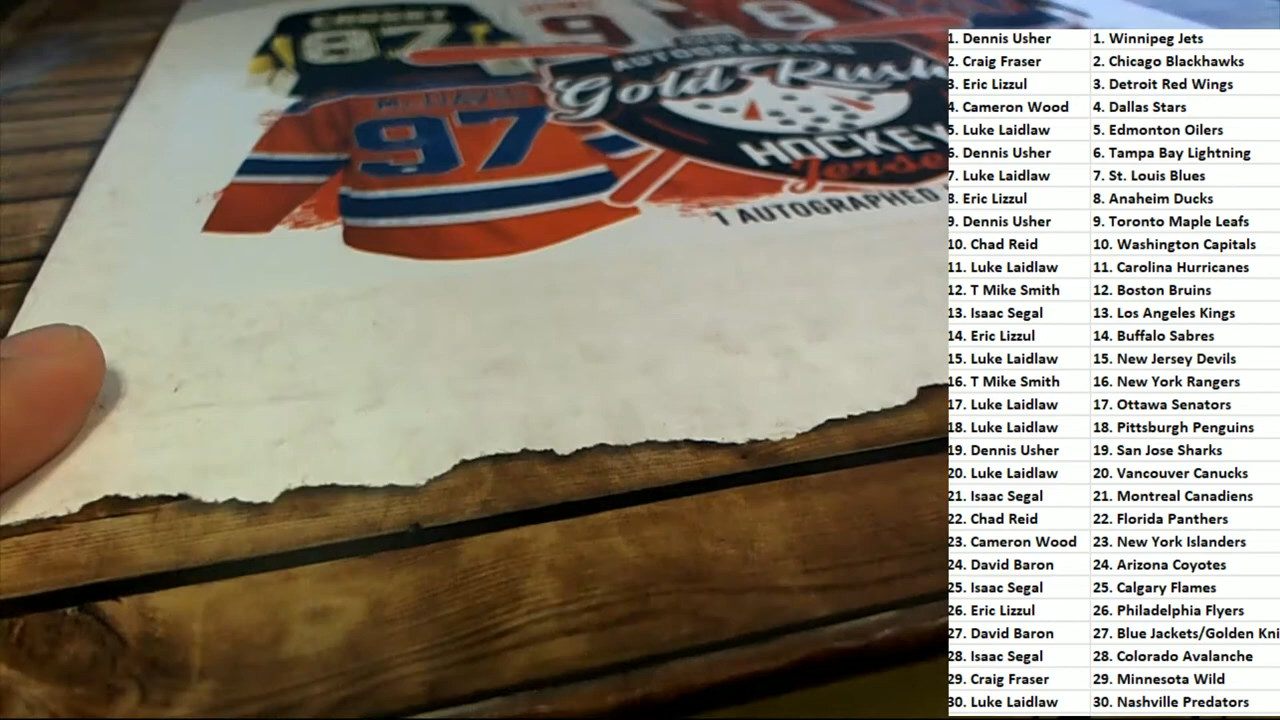 CROSBY
87
9
8
McDAVID
97
AUTOGRAPHED
Gold Rush
HOCKEY
Jerse
1 AUTOGRAPHED
1. Dennis Usher 1. Winnipeg Jets
2. Craig Fraser 2. Chicago Blackhawks
3. Eric Lizzul 3. Detroit Red Wings
4. Cameron Wood 4. Dallas Stars
5. Luke Laidlaw 5. Edmonton Oilers
6. Dennis Usher 6. Tampa Bay Lightning
7. Luke Laidlaw 7. St. Louis Blues
8. Eric Lizzul 8. Anaheim Ducks
9. Dennis Usher 9. Toronto Maple Leafs
10. Chad Reid 10. Washington Capitals
11. Luke Laidlaw 11. Carolina Hurricanes
12. T Mike Smith 12. Boston Bruins
13. Isaac Segal 13. Los Angeles Kings
14. Eric Lizzul 14. Buffalo Sabres
15. Luke Laidlaw 15. New Jersey Devils
16. T Mike Smith 16. New York Rangers
17. Luke Laidlaw 17. Ottawa Senators
18. Luke Laidlaw 18. Pittsburgh Penguins
19. Dennis Usher 19. San Jose Sharks
20. Luke Laidlaw 20. Vancouver Canucks
21. Isaac Segal 21. Montreal Canadiens
22. Chad Reid 22. Florida Panthers
23. Cameron Wood 23. New York Islanders
24. David Baron 24. Arizona Coyotes
25. Isaac Segal 25. Calgary Flames
26. Eric Lizzul 26. Philadelphia Flyers
27. David Baron 27. Blue Jackets/Golden Kni
28. Isaac Segal 28. Colorado Avalanche
29. Craig Fraser 29. Minnesota Wild
30. Luke Laidlaw 30. Nashville Predators